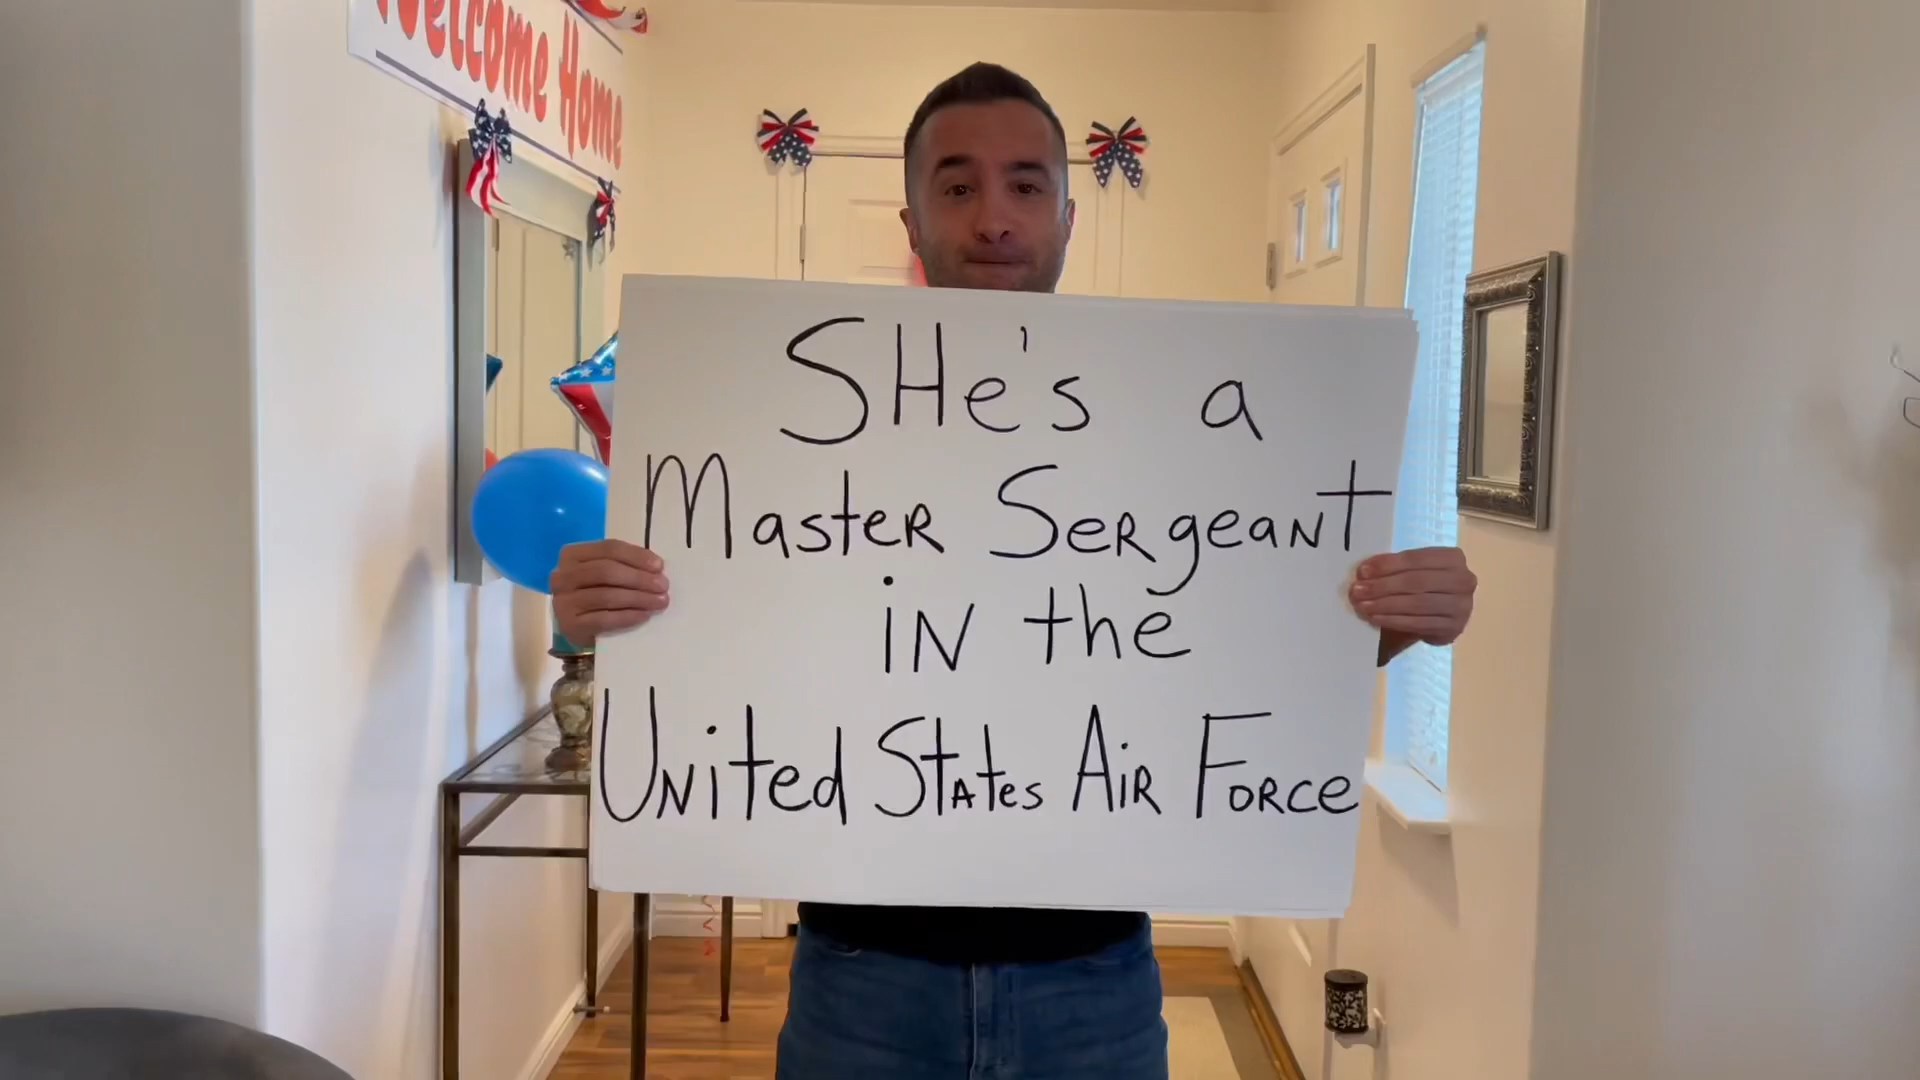 Welcome Home
SHe's a
Master Sergeant
in the
United States Air Force